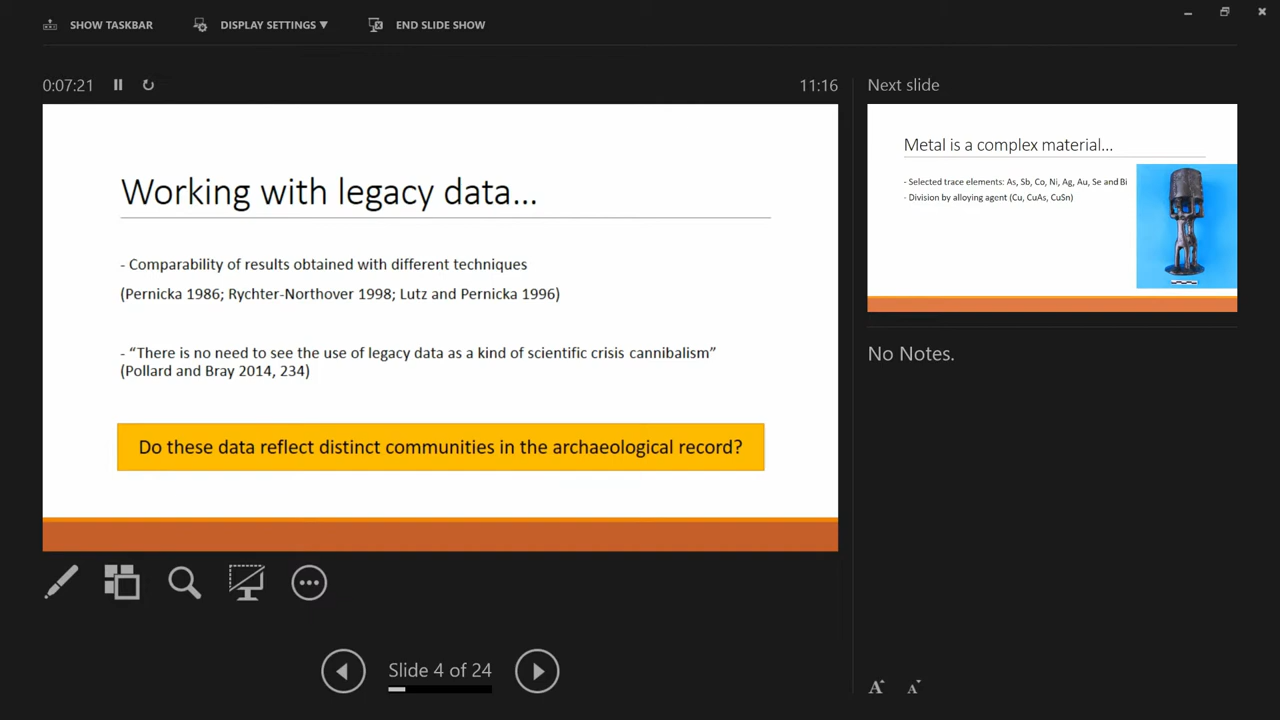 SHOW TASKBAR
DISPLAY SETTINGS ▼
END SLIDE SHOW
0:07:21
11:16
Working with legacy data...
- Comparability of results obtained with different techniques
(Pernicka 1986; Rychter-Northover 1998; Lutz and Pernicka 1996)
- “There is no need to see the use of legacy data as a kind of scientific crisis cannibalism”
(Pollard and Bray 2014, 234)
Do these data reflect distinct communities in the archaeological record?
Slide 4 of 24
Next slide
Metal is a complex material...
- Selected trace elements: As, Sb, Co, Ni, Ag, Au, Se and Bi
- Division by alloying agent (Cu, CuAs, CuSn)
No Notes.
A A